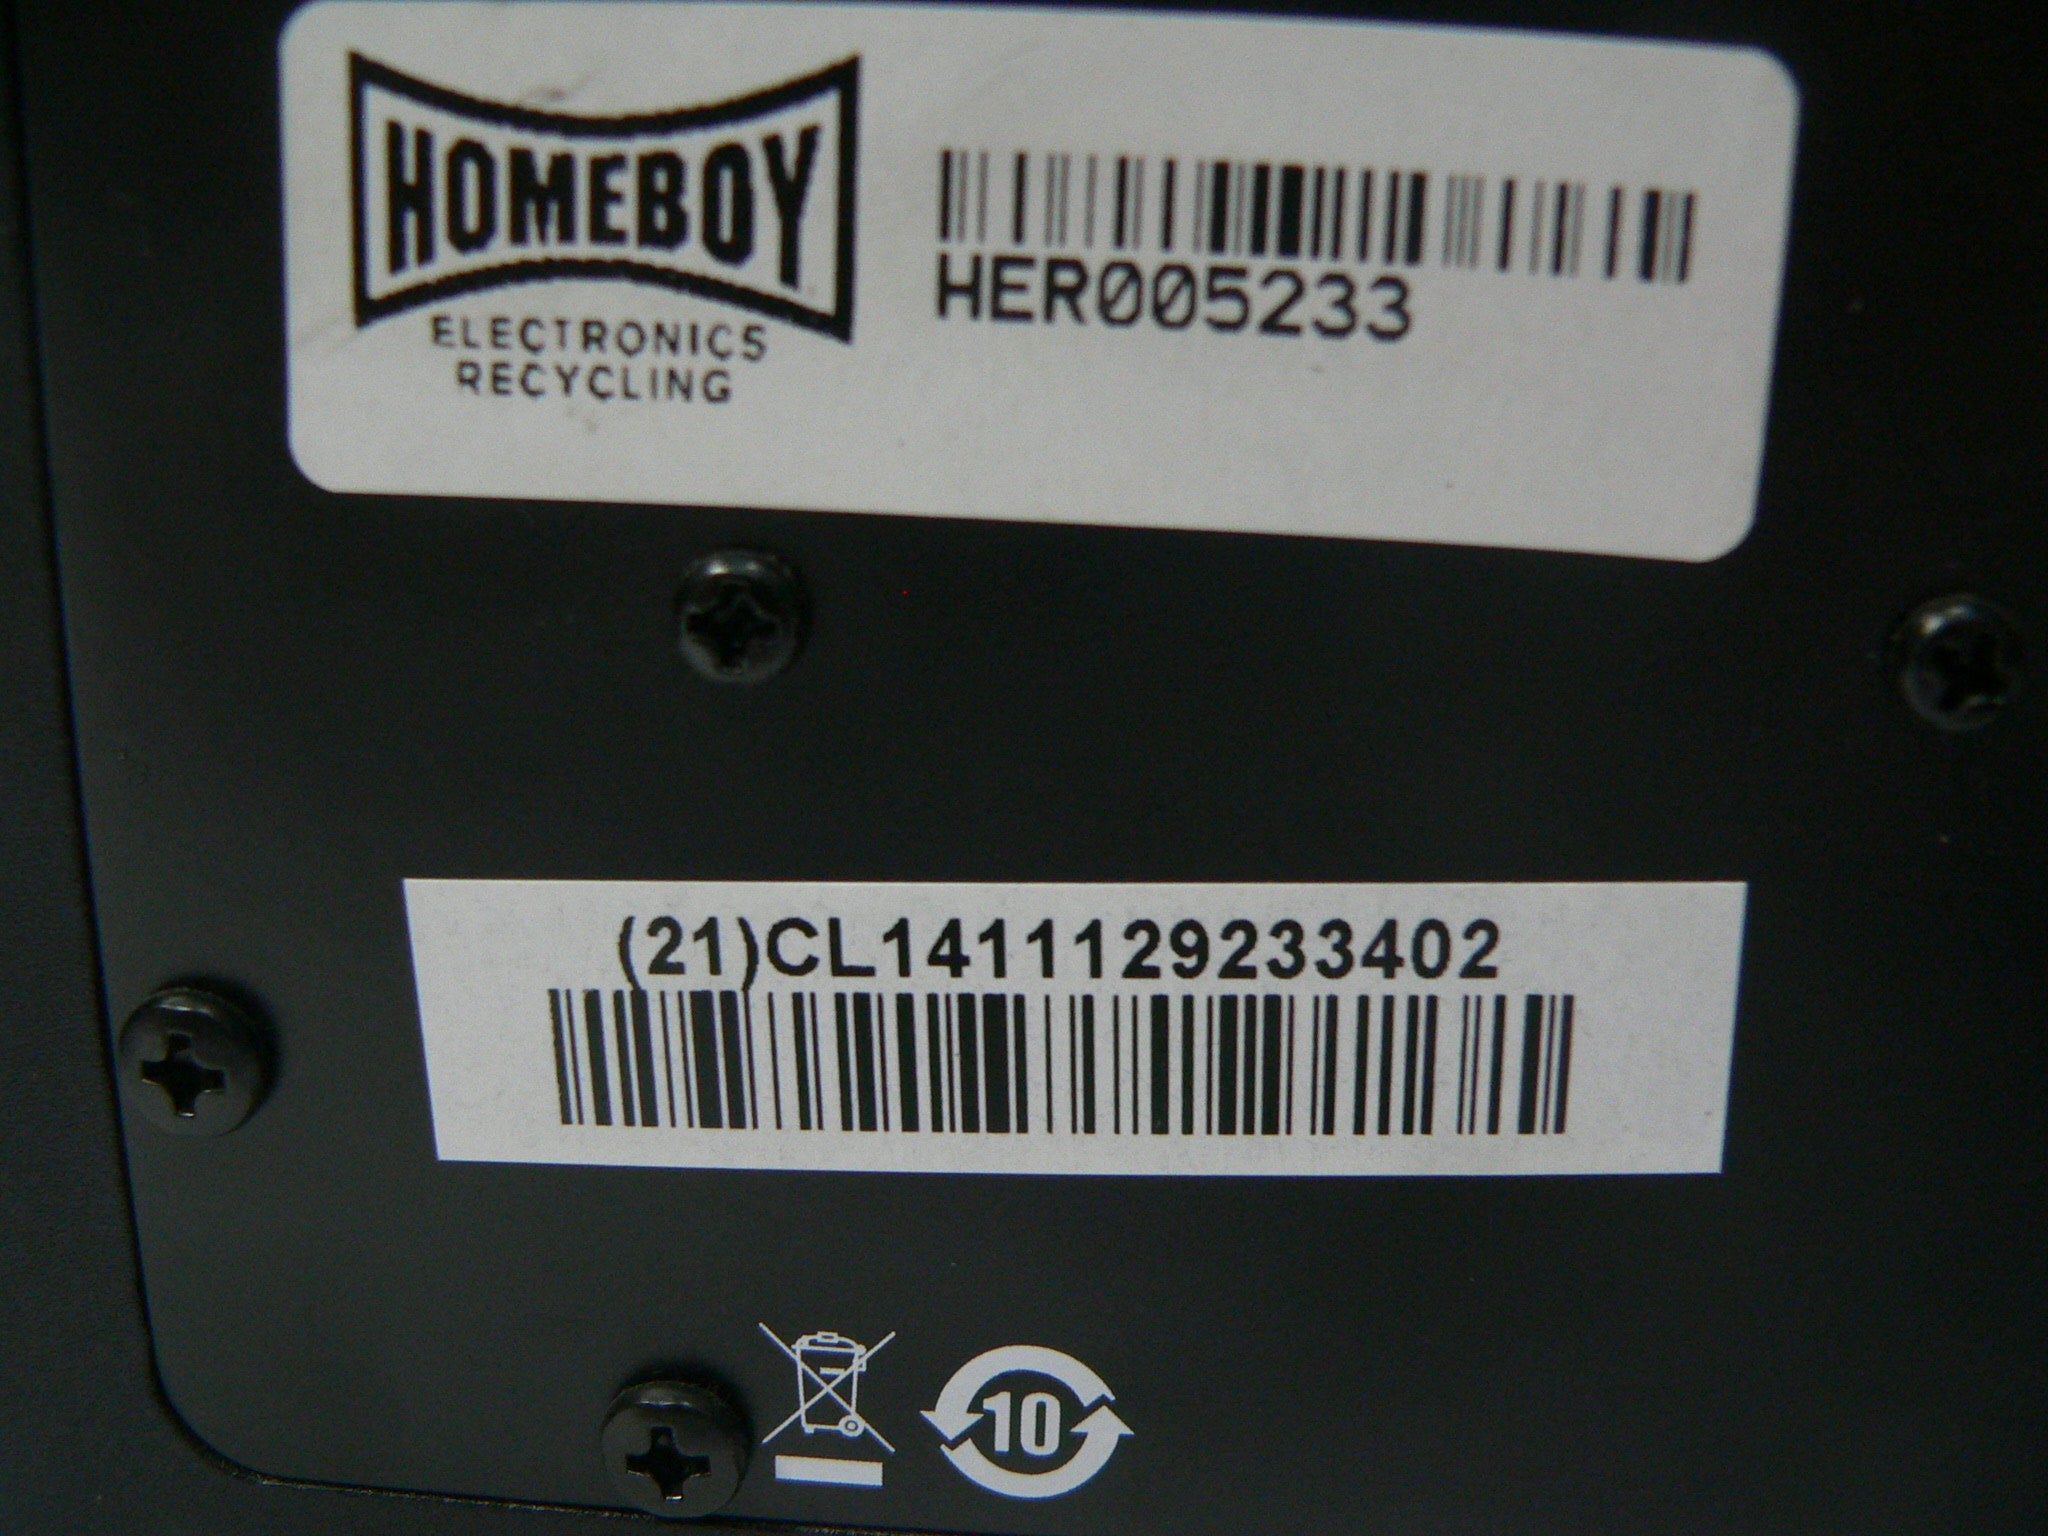 HOMEBOY
ELECTRONICS
RECYCLING
HER005233
(21)CL1411129233402
10